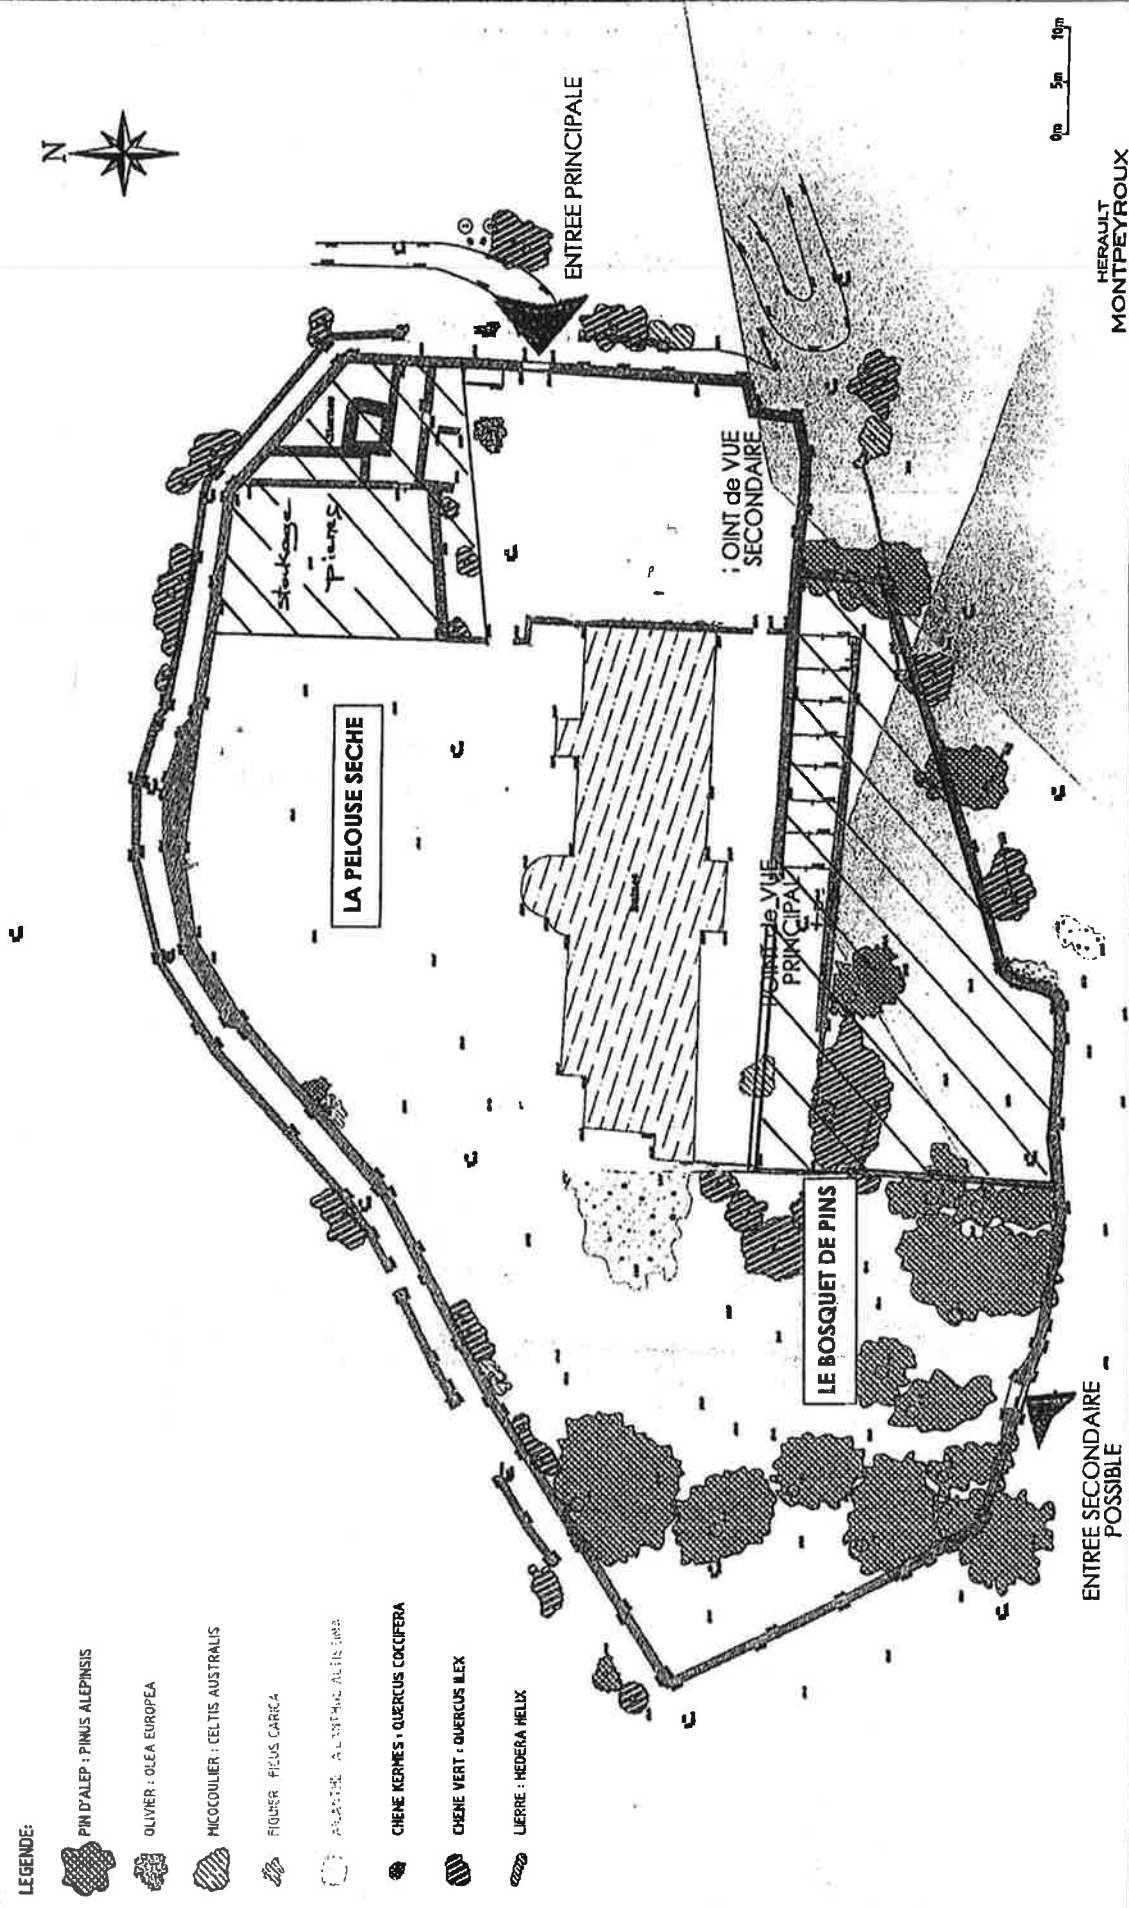 N
ENTREE PRINCIPALE
0m 5m 10m
HERAULT
MONTPEYROUX
stockage
pierres
OINT de VUE
SECONDAIRE
LA PELOUSE SECHE
OINT de VUE
PRINCIPAL
LE BOSQUET DE PINS
ENTREE SECONDAIRE
POSSIBLE
LEGENDE:
PIN D'ALEP : PINUS ALEPINSIS
OLIVIER : OLEA EUROPEA
MICOCOULIER : CELTIS AUSTRALIS
FIGUIER FICUS CARICA
CHENE KERMES : QUERCUS COCCIFERA
CHENE VERT : QUERCUS ILEX
LIERRE : HEDERA HELIX